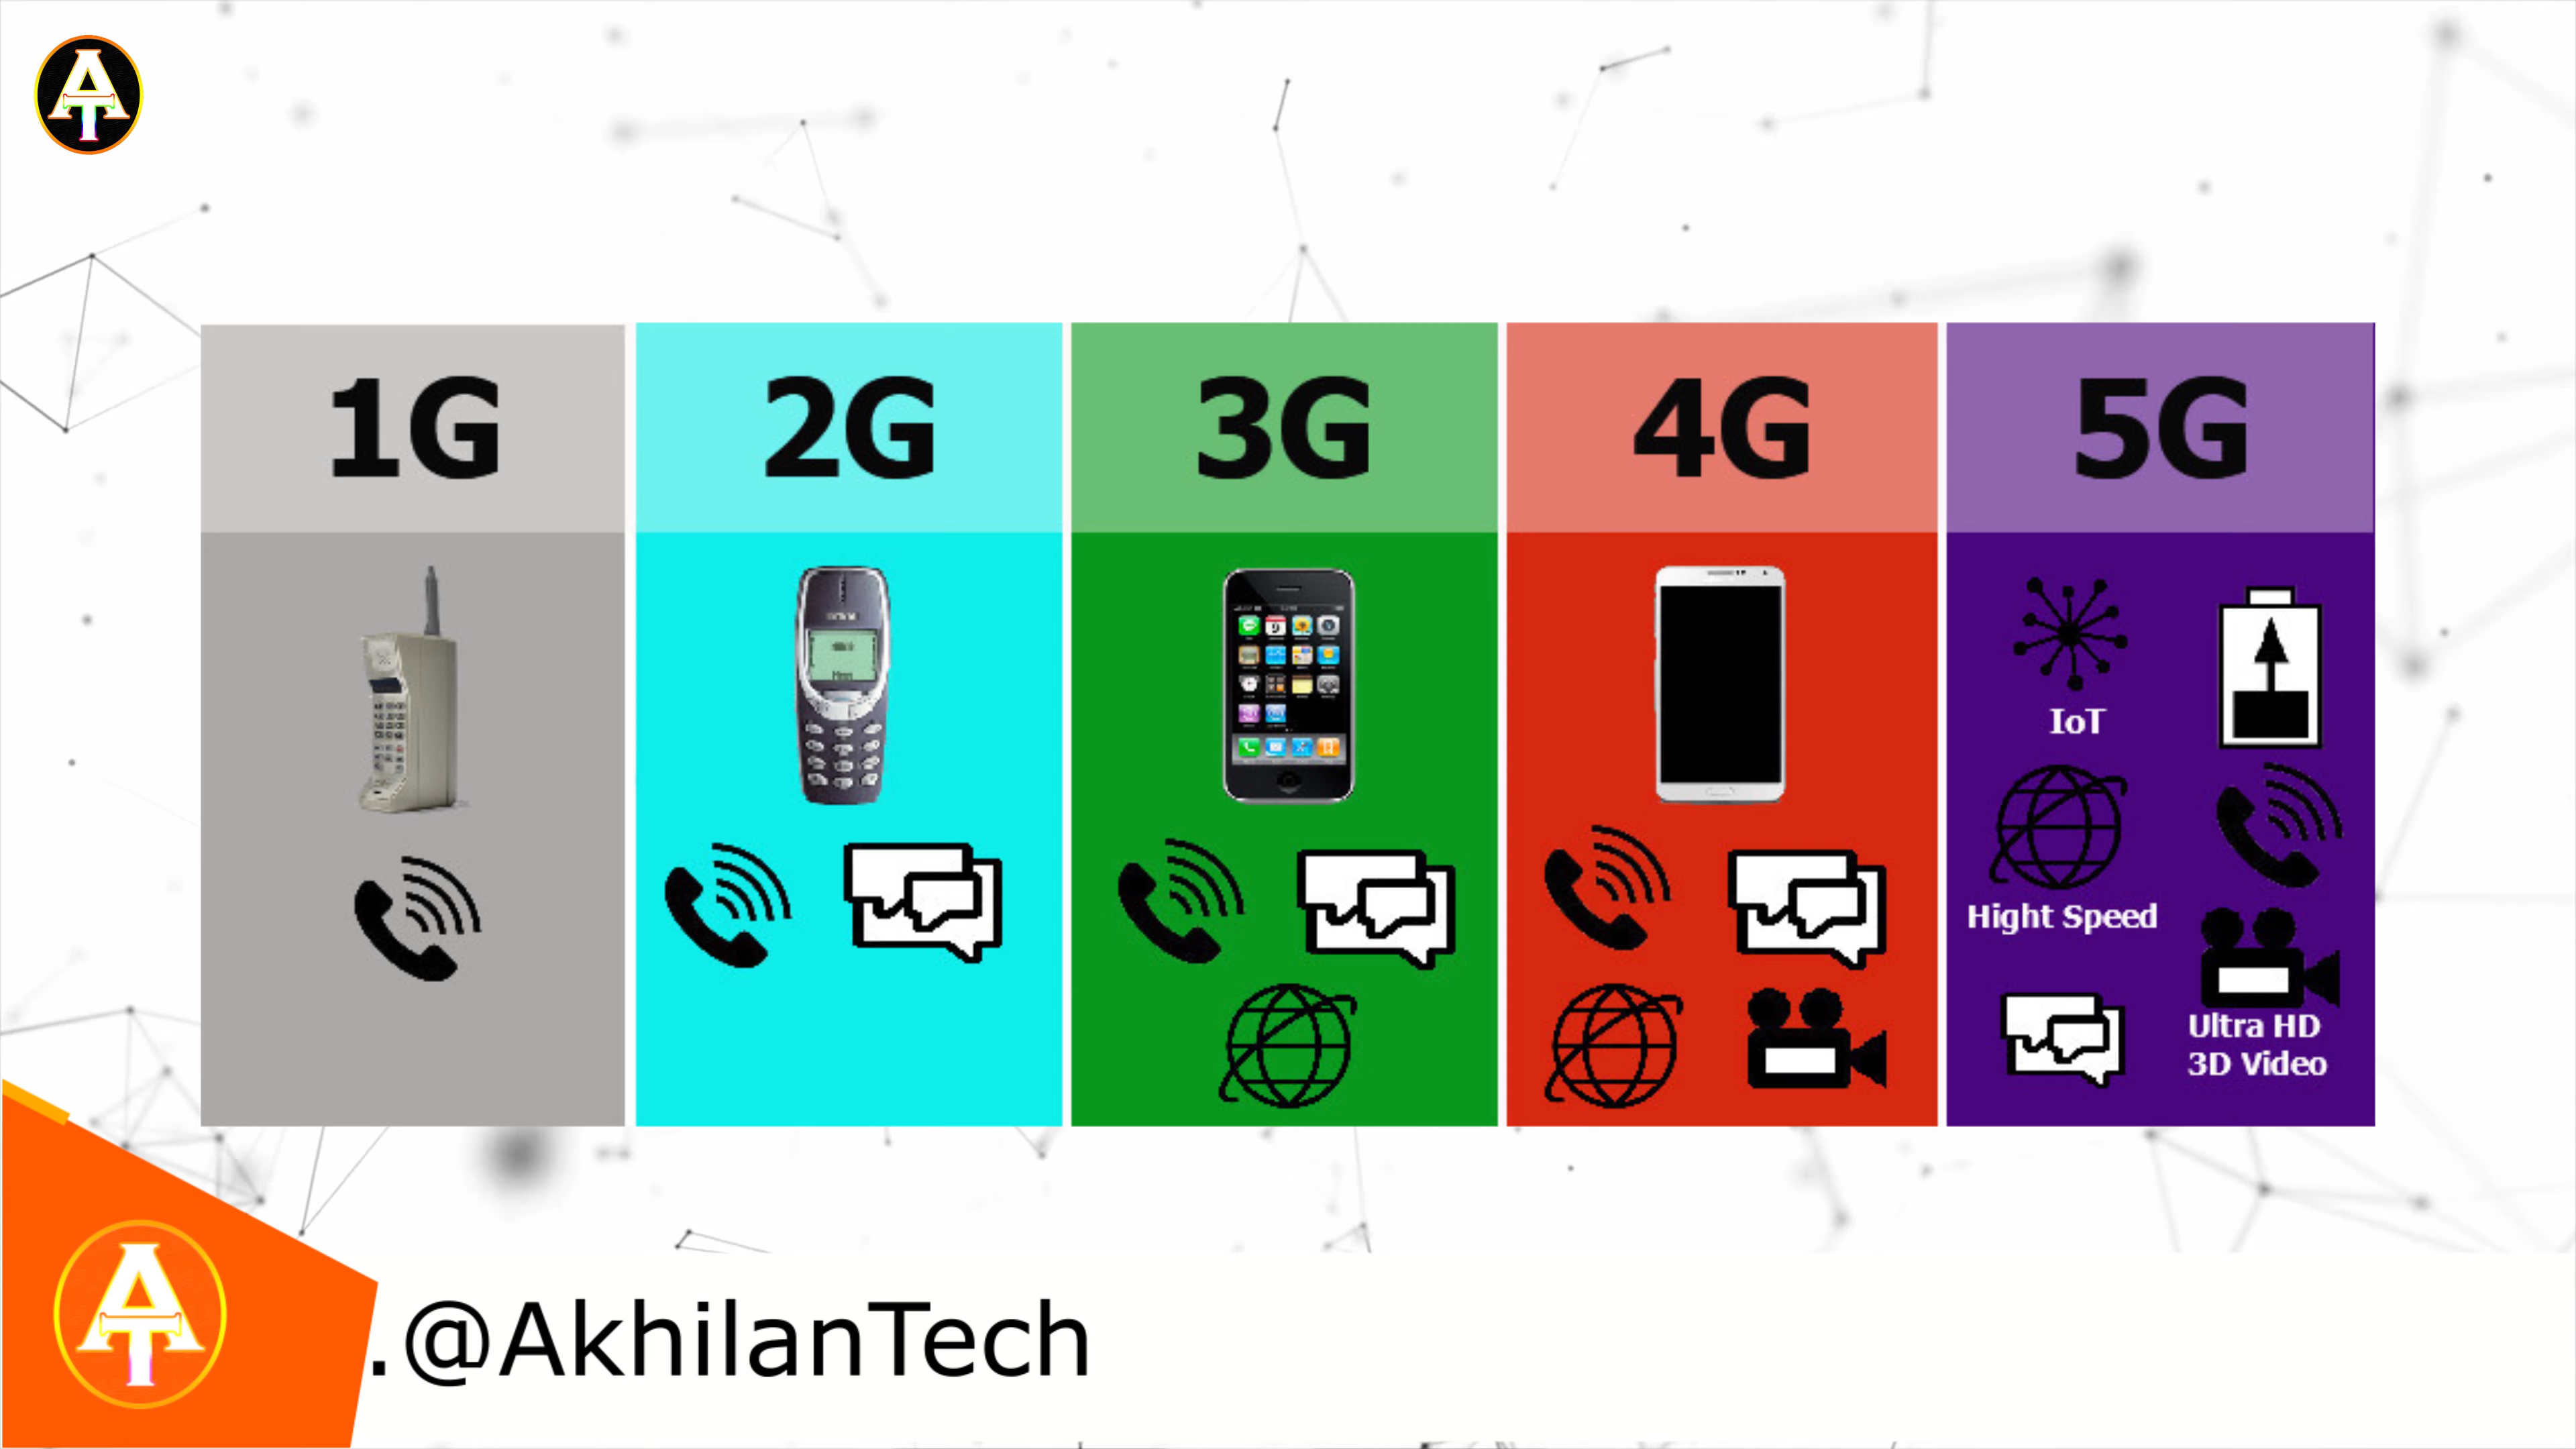 1G
2G
3G
4G
5G
IoT
Hight Speed
Ultra HD
3D Video
.@AkhilanTech